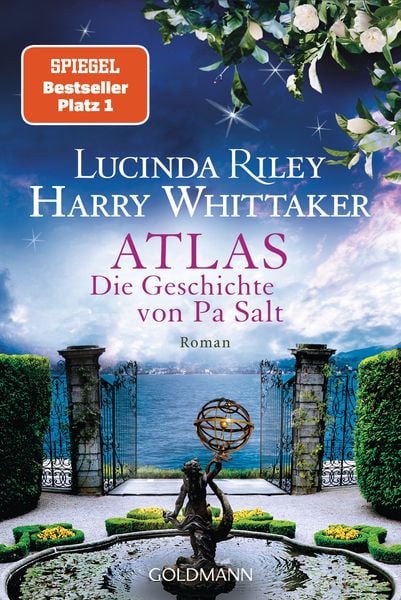 SPIEGEL
Bestseller
Platz 1
LUCINDA RILEY
HARRY WHITTAKER
ATLAS
Die Geschichte
von Pa Salt
Roman
GOLDMANN